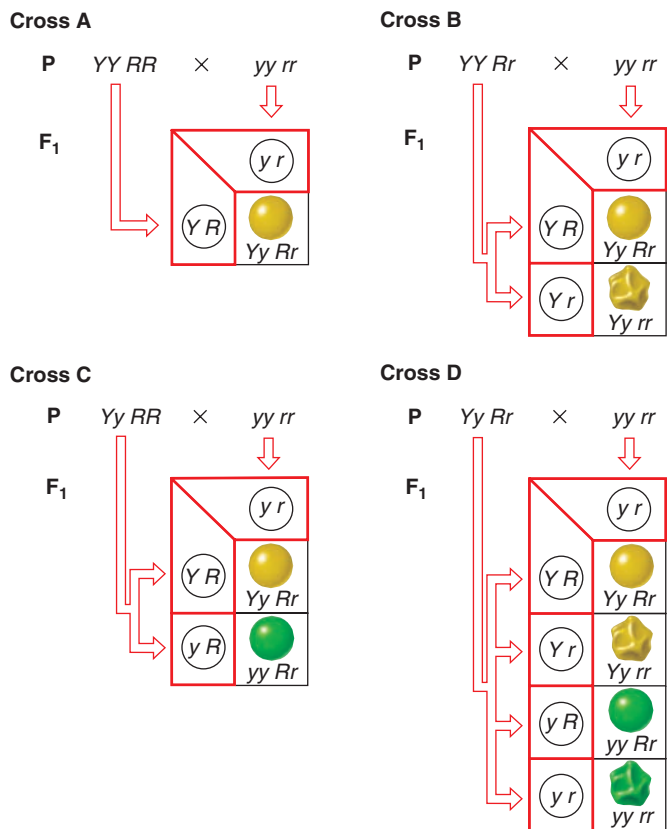 Cross A
P YY RR × yy rr
F1
y r
Y R
Yy Rr
Cross B
P YY Rr × yy rr
F1
y r
Y R
Yy Rr
Y r
Yy rr
Cross C
P Yy RR × yy rr
F1
y r
Y R
Yy Rr
y R
yy Rr
Cross D
P Yy Rr × yy rr
F1
y r
Y R
Yy Rr
Y r
Yy rr
y R
yy Rr
y r
yy rr